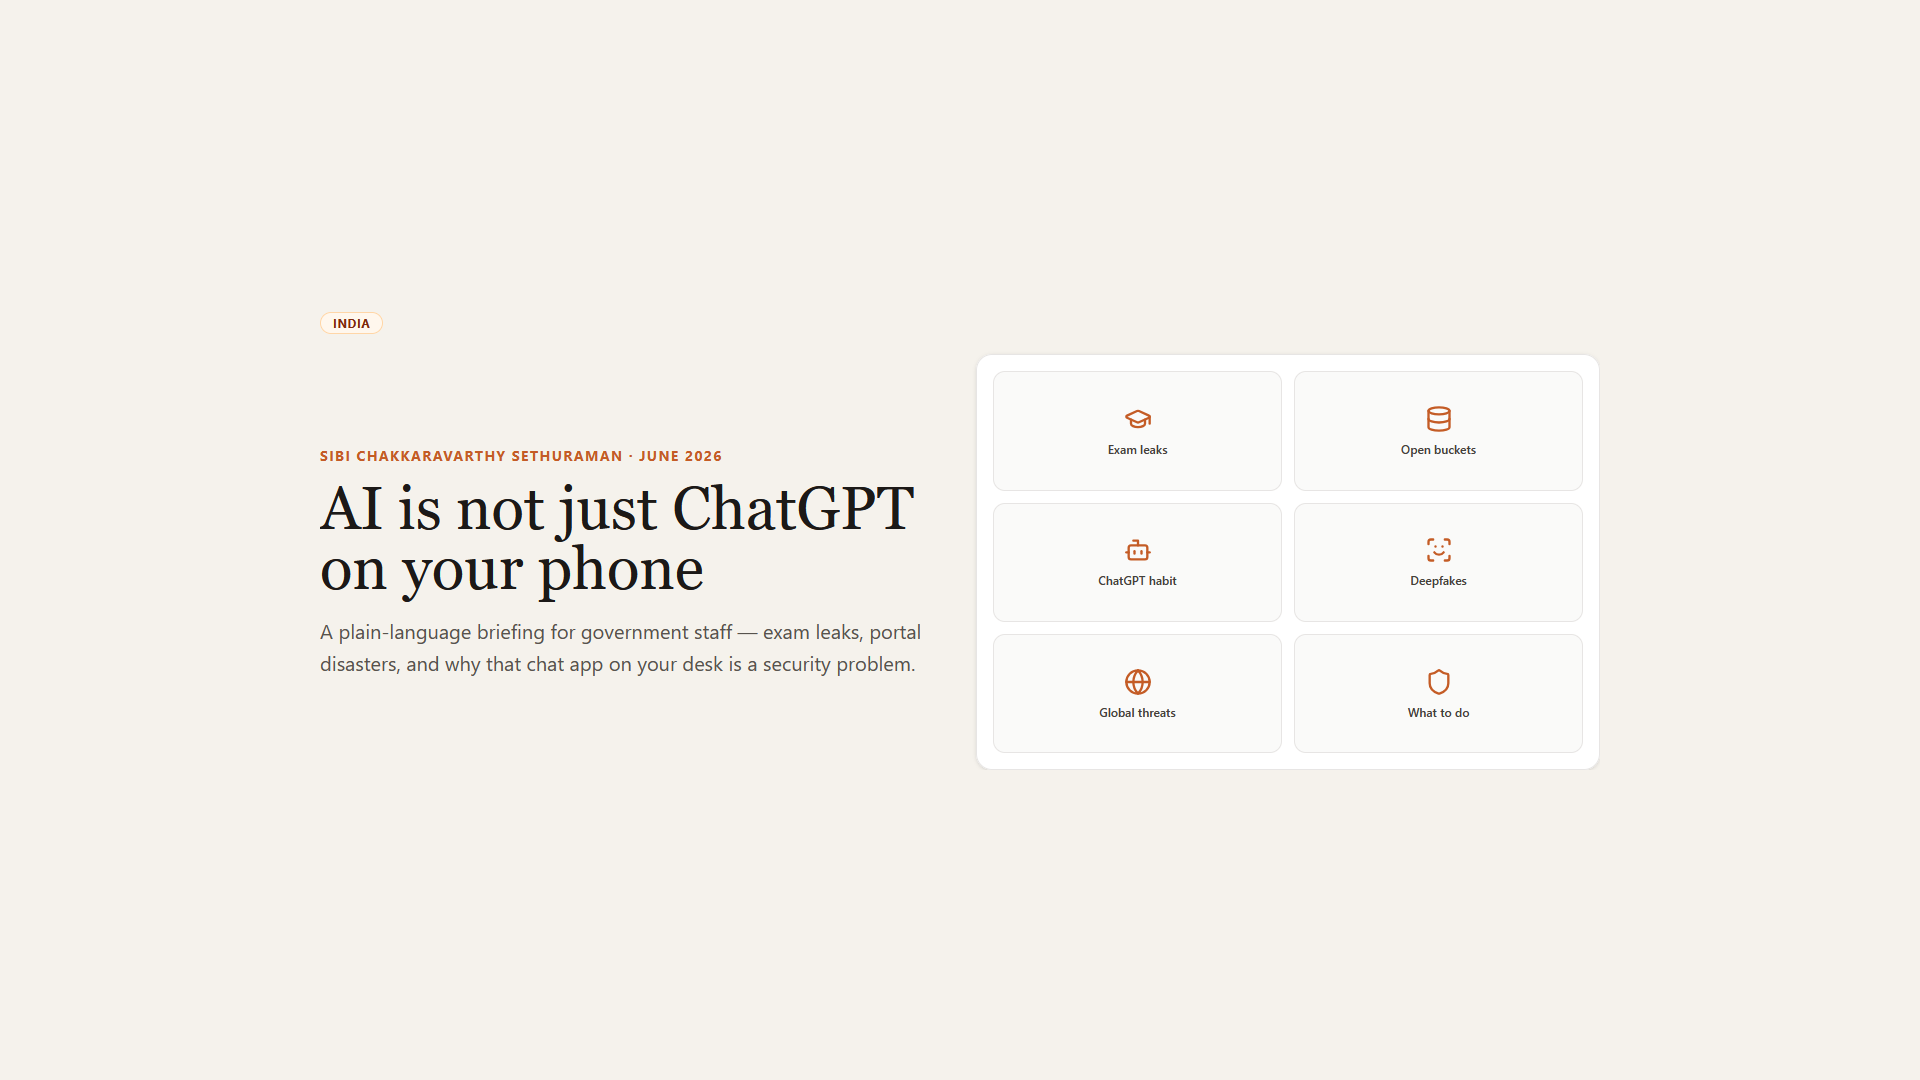 INDIA
SIBI CHAKKARAVARTHY SETHURAMAN · JUNE 2026
AI is not just ChatGPT
on your phone
A plain-language briefing for government staff — exam leaks, portal
disasters, and why that chat app on your desk is a security problem.
Exam leaks
Open buckets
ChatGPT habit
Deepfakes
Global threats
What to do